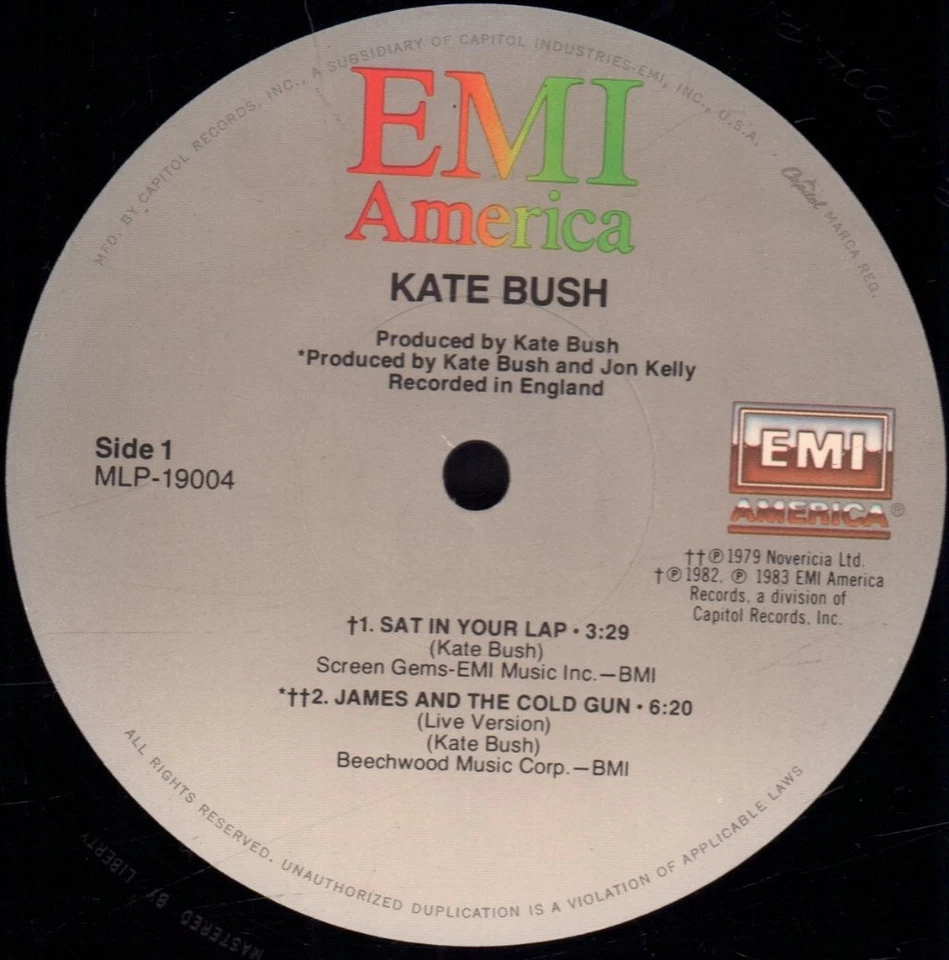 MFD. BY CAPITOL RECORDS, INC., A SUBSIDIARY OF CAPITOL INDUSTRIES-EMI, INC., U.S.A. · Capitol MARCA REG.
EMI
America
KATE BUSH
Produced by Kate Bush
*Produced by Kate Bush and Jon Kelly
Recorded in England
Side 1
MLP-19004
EMI
AMERICA®
††℗1979 Novericia Ltd.
†℗1982, ℗ 1983 EMI America
Records, a division of
Capitol Records, Inc.
†1. SAT IN YOUR LAP • 3:29
(Kate Bush)
Screen Gems-EMI Music Inc.—BMI
*††2. JAMES AND THE COLD GUN • 6:20
(Live Version)
(Kate Bush)
Beechwood Music Corp.—BMI
ALL RIGHTS RESERVED. UNAUTHORIZED DUPLICATION IS A VIOLATION OF APPLICABLE LAWS
MASTERED BY LIBERTY